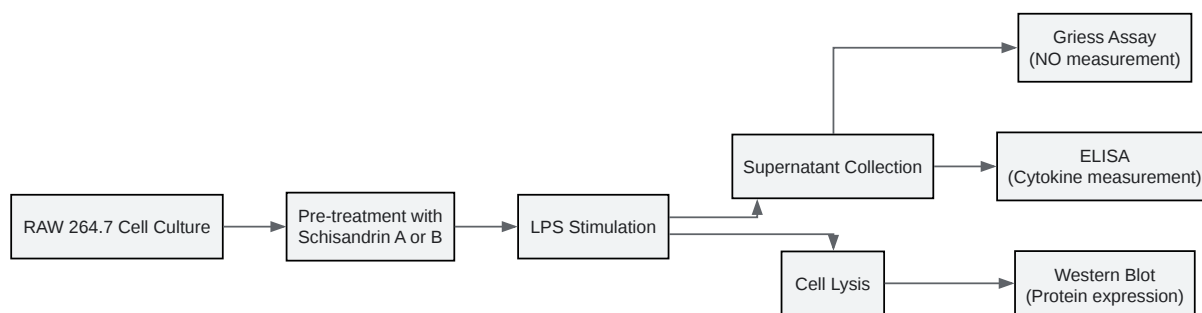 RAW 264.7 Cell Culture
Pre-treatment with
Schisandrin A or B
LPS Stimulation
Supernatant Collection
Griess Assay
(NO measurement)
ELISA
(Cytokine measurement)
Cell Lysis
Western Blot
(Protein expression)